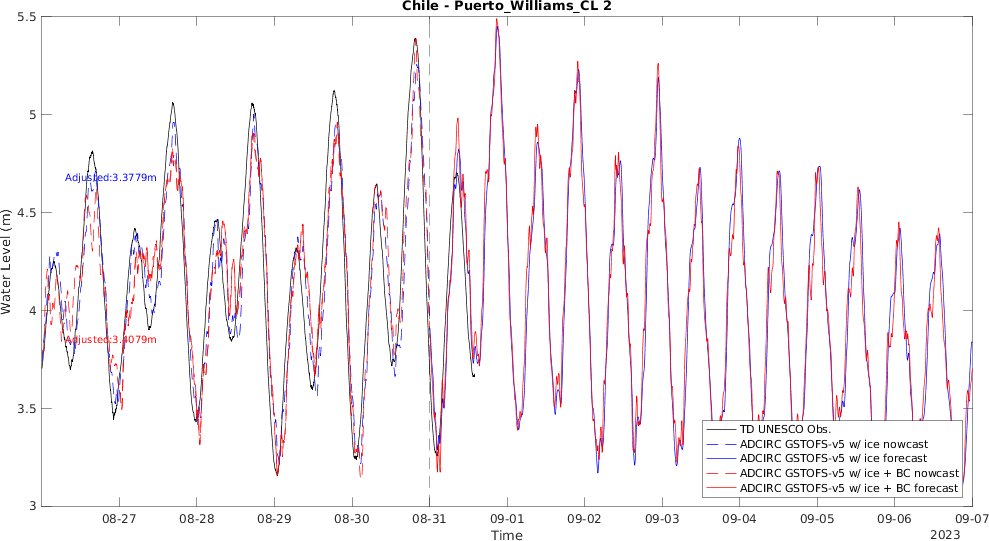 Chile - Puerto_Williams_CL 2
5.5
5
4.5
4
3.5
3
Water Level (m)
Adjusted:3.3779m
Adjusted:3.4079m
TD UNESCO Obs.
ADCIRC GSTOFS-v5 w/ ice nowcast
ADCIRC GSTOFS-v5 w/ ice forecast
ADCIRC GSTOFS-v5 w/ ice + BC nowcast
ADCIRC GSTOFS-v5 w/ ice + BC forecast
08-27 08-28 08-29 08-30 08-31 09-01 09-02 09-03 09-04 09-05 09-06 09-07
Time
2023